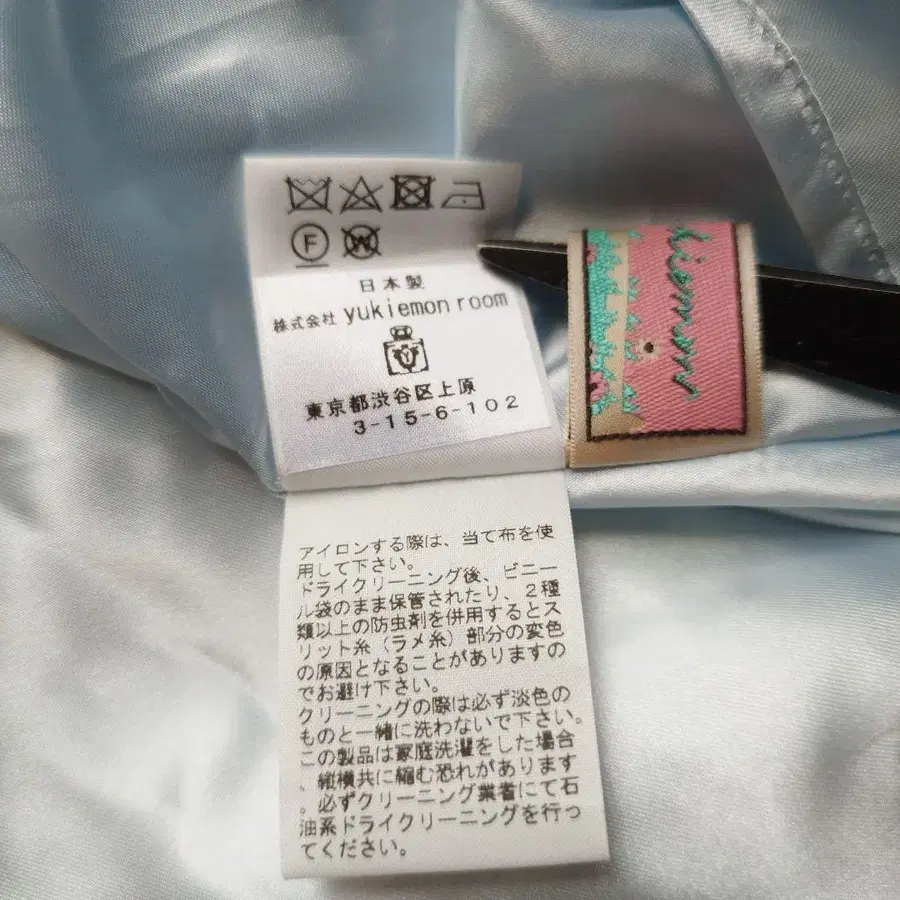 F
W
日本製
株式会社 yukiemon room
Y
東京都渋谷区上原
3-15-6-102
kiemon
アイロンする際は、当て布を使
用して下さい。
ドライクリーニング後、ビニー
ル袋のまま保管されたり、２種
類以上の防虫剤を併用するとス
リット糸（ラメ糸）部分の変色
の原因となることがありますの
でお避け下さい。
クリーニングの際は必ず淡色の
ものと一緒に洗わないで下さい。
この製品は家庭洗濯をした場合
、縦横共に縮む恐れがあります
。必ずクリーニング業者にて石
油系ドライクリーニングを行っ
てください。